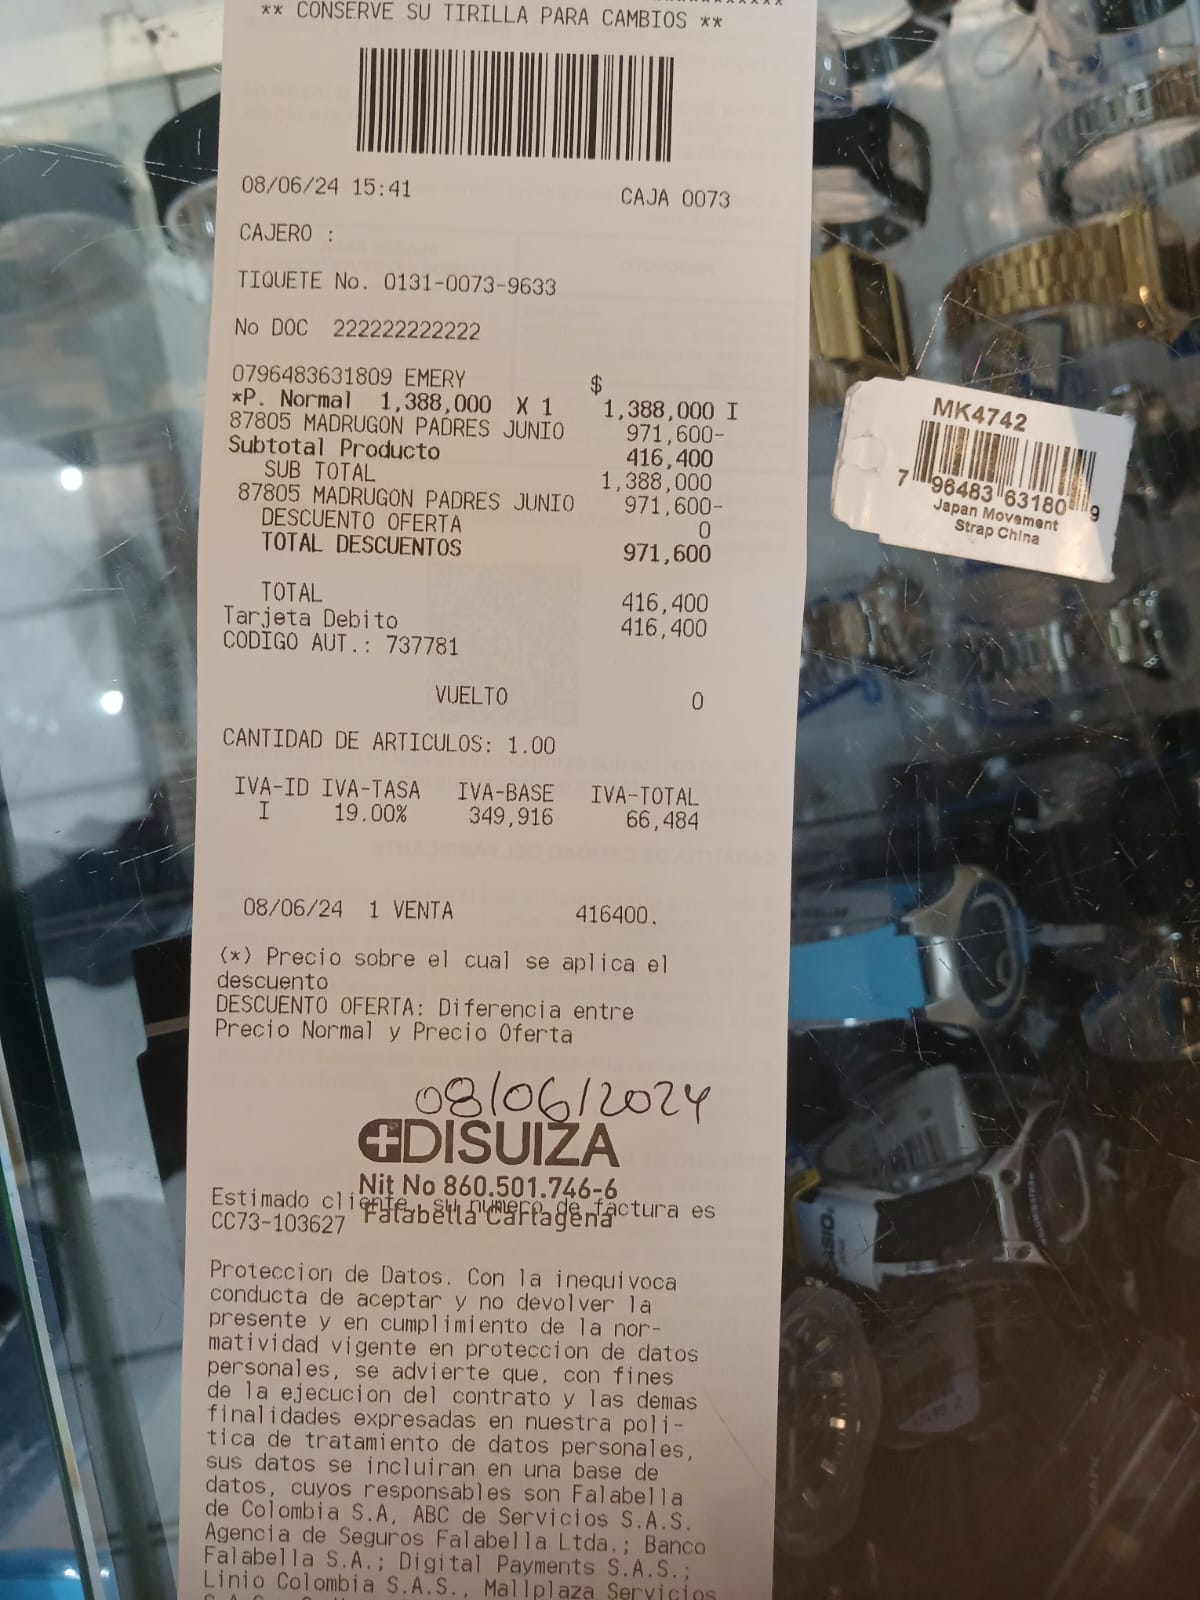 ** CONSERVE SU TIRILLA PARA CAMBIOS **
08/06/24 15:41 CAJA 0073
CAJERO :
TIQUETE No. 0131-0073-9633
No DOC 222222222222
0796483631809 EMERY $
*P. Normal 1,388,000 X 1 1,388,000 I
87805 MADRUGON PADRES JUNIO 971,600-
Subtotal Producto 416,400
SUB TOTAL 1,388,000
87805 MADRUGON PADRES JUNIO 971,600-
DESCUENTO OFERTA 0
TOTAL DESCUENTOS 971,600
TOTAL 416,400
Tarjeta Debito 416,400
CODIGO AUT.: 737781
VUELTO 0
CANTIDAD DE ARTICULOS: 1.00
IVA-ID IVA-TASA IVA-BASE IVA-TOTAL
I 19.00% 349,916 66,484
08/06/24 1 VENTA 416400.
(*) Precio sobre el cual se aplica el
descuento
DESCUENTO OFERTA: Diferencia entre
Precio Normal y Precio Oferta
08/06/2024
DISUIZA
Nit No 860.501.746-6
Falabella Cartagena
Estimado cliente, su numero de factura es
CC73-103627
Proteccion de Datos. Con la inequivoca
conducta de aceptar y no devolver la
presente y en cumplimiento de la nor-
matividad vigente en proteccion de datos
personales, se advierte que, con fines
de la ejecucion del contrato y las demas
finalidades expresadas en nuestra poli-
tica de tratamiento de datos personales,
sus datos se incluiran en una base de
datos, cuyos responsables son Falabella
de Colombia S.A, ABC de Servicios S.A.S.
Agencia de Seguros Falabella Ltda.; Banco
Falabella S.A.; Digital Payments S.A.S.;
Linio Colombia S.A.S., Mallplaza Servicios
MK4742
7 96483 63180 9
Japan Movement
Strap China
CASIO